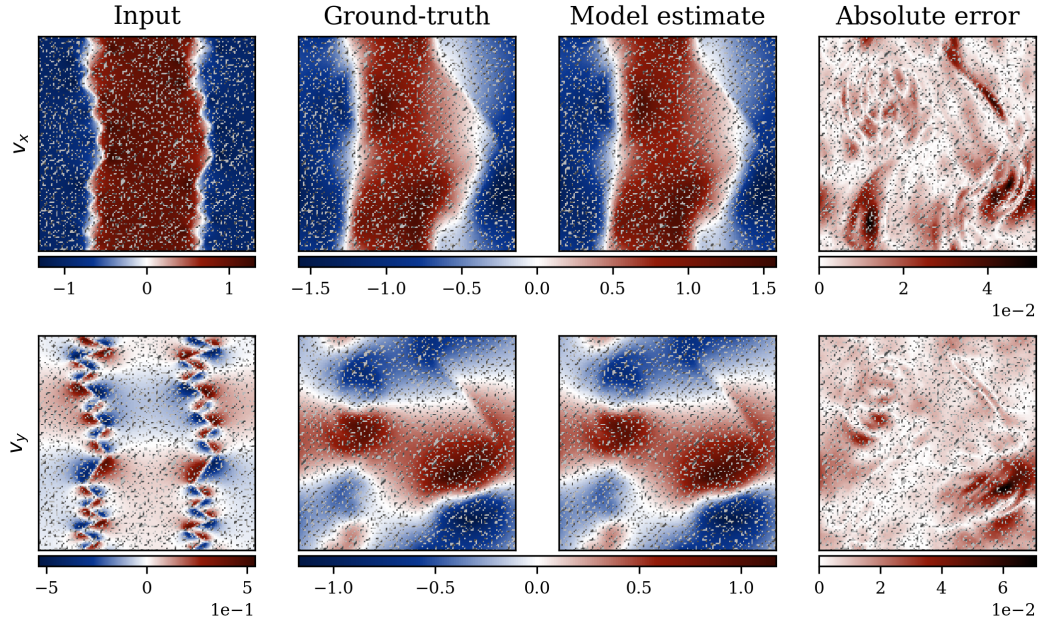 Input Ground-truth Model estimate Absolute error
v_x
−1 0 1 −1.5 −1.0 −0.5 0.0 0.5 1.0 1.5 0 2 4
1e−2
v_y
−5 0 5 −0.5 0.0 0.5 1.0 0 2 4 6
1e−1 1e−2